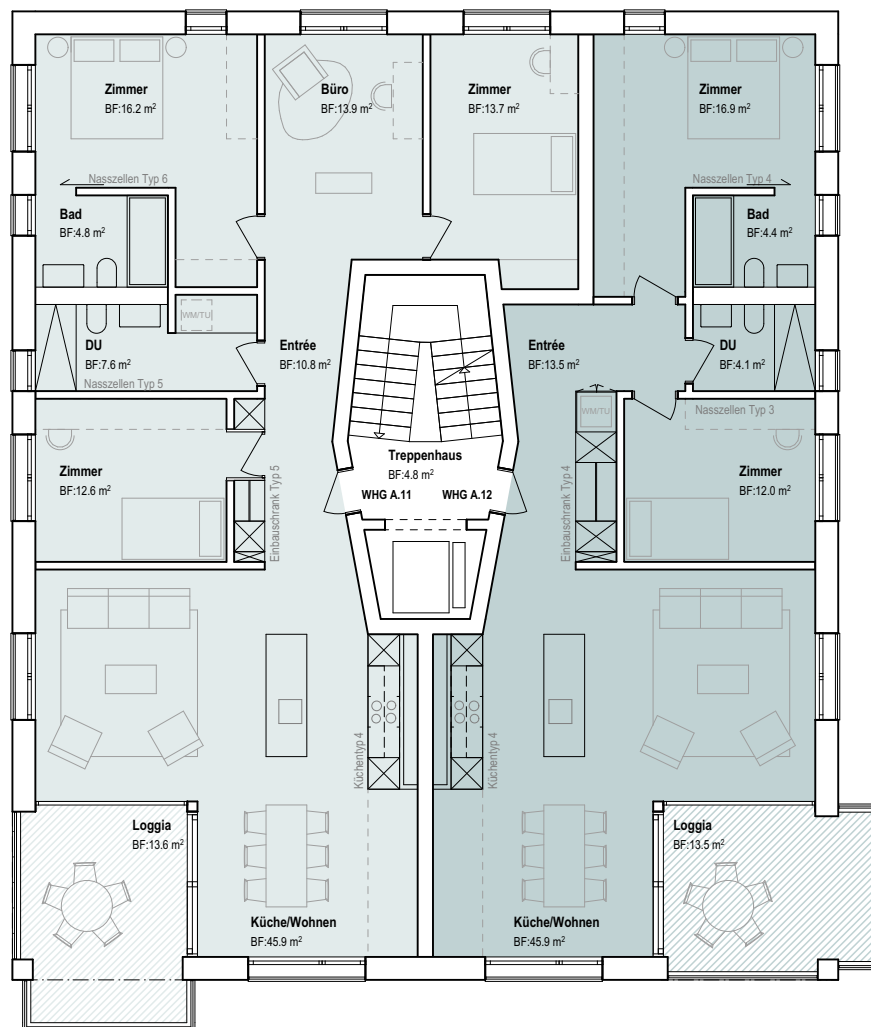 Zimmer
BF:16.2 m²
Büro
BF:13.9 m²
Zimmer
BF:13.7 m²
Zimmer
BF:16.9 m²
Nasszellen Typ 6
Nasszellen Typ 4
Bad
BF:4.8 m²
Bad
BF:4.4 m²
WM/TU
DU
BF:7.6 m²
Entrée
BF:10.8 m²
Entrée
BF:13.5 m²
DU
BF:4.1 m²
Nasszellen Typ 5
WM/TU
Nasszellen Typ 3
Zimmer
BF:12.6 m²
Treppenhaus
BF:4.8 m²
Zimmer
BF:12.0 m²
WHG A.11
WHG A.12
Einbauschrank Typ 5
Einbauschrank Typ 4
Küchentyp 4
Küchentyp 4
Loggia
BF:13.6 m²
Loggia
BF:13.5 m²
Küche/Wohnen
BF:45.9 m²
Küche/Wohnen
BF:45.9 m²